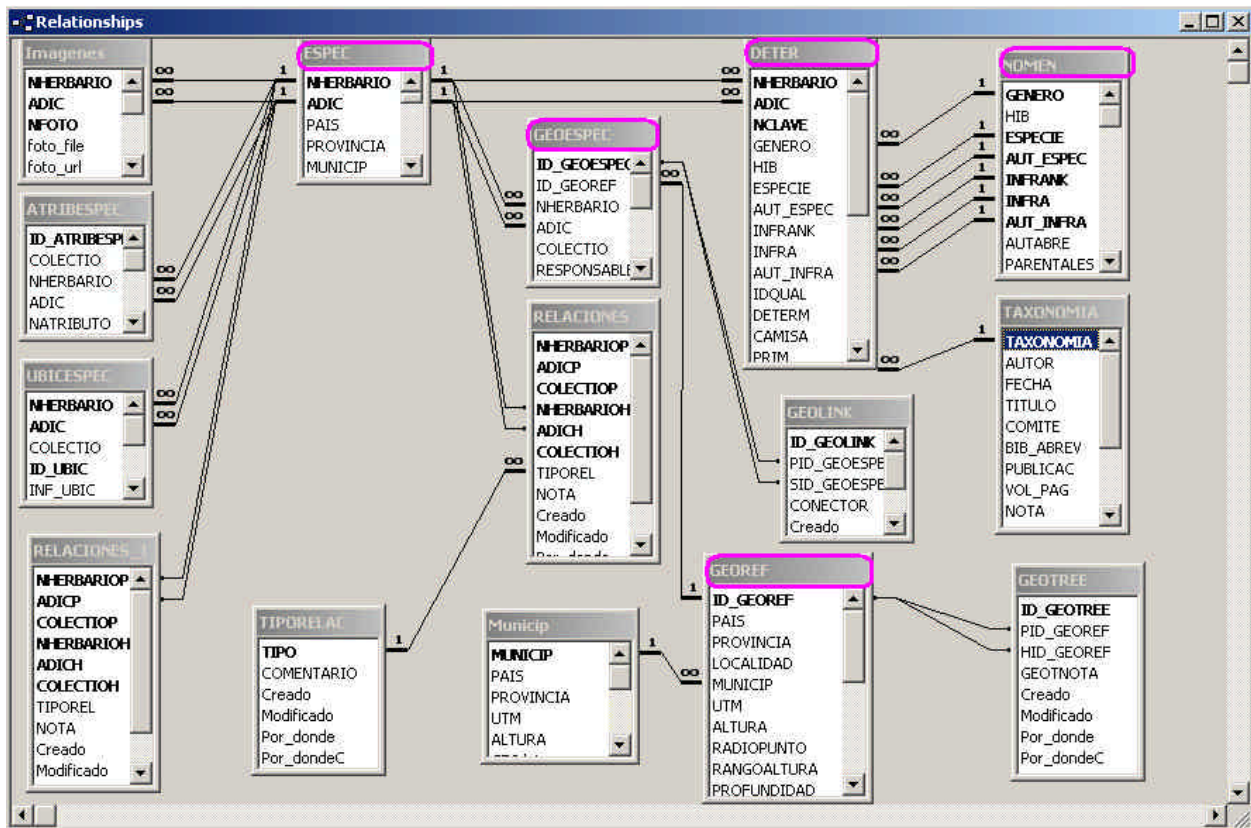 Relationships
Imagenes
NHERBARIO
ADIC
NFOTO
foto_file
foto_url
ATRIBESPEC
ID_ATRIBESPI
COLECTIO
NHERBARIO
ADIC
NATRIBUTO
UBICESPEC
NHERBARIO
ADIC
COLECTIO
ID_UBIC
INF_UBIC
RELACIONES_1
NHERBARIOP
ADICP
COLECTIOP
NHERBARIOH
ADICH
COLECTIOH
TIPOREL
NOTA
Creado
Modificado
ESPEC
NHERBARIO
ADIC
PAIS
PROVINCIA
MUNICIP
TIPORELAC
TIPO
COMENTARIO
Creado
Modificado
Por_donde
Por_dondeC
GEOESPEC
ID_GEOESPEC
ID_GEOREF
NHERBARIO
ADIC
COLECTIO
RESPONSABLE
RELACIONES
NHERBARIOP
ADICP
COLECTIOP
NHERBARIOH
ADICH
COLECTIOH
TIPOREL
NOTA
Creado
Modificado
Por_donde
Municip
MUNICIP
PAIS
PROVINCIA
UTM
ALTURA
DETER
NHERBARIO
ADIC
NCLAVE
GENERO
HIB
ESPECIE
AUT_ESPEC
INFRANK
INFRA
AUT_INFRA
IDQUAL
DETERM
CAMISA
PRIM
GEOLINK
ID_GEOLINK
PID_GEOESPE
SID_GEOESPE
CONECTOR
Creado
GEOREF
ID_GEOREF
PAIS
PROVINCIA
LOCALIDAD
MUNICIP
UTM
ALTURA
RADIOPUNTO
RANGOALTURA
PROFUNDIDAD
NOMEN
GENERO
HIB
ESPECIE
AUT_ESPEC
INFRANK
INFRA
AUT_INFRA
AUTABRE
PARENTALES
TAXONOMIA
TAXONOMIA
AUTOR
FECHA
TITULO
COMITE
BIB_ABREV
PUBLICAC
VOL_PAG
NOTA
GEOTREE
ID_GEOTREE
PID_GEOREF
HID_GEOREF
GEOTNOTA
Creado
Modificado
Por_donde
Por_dondeC